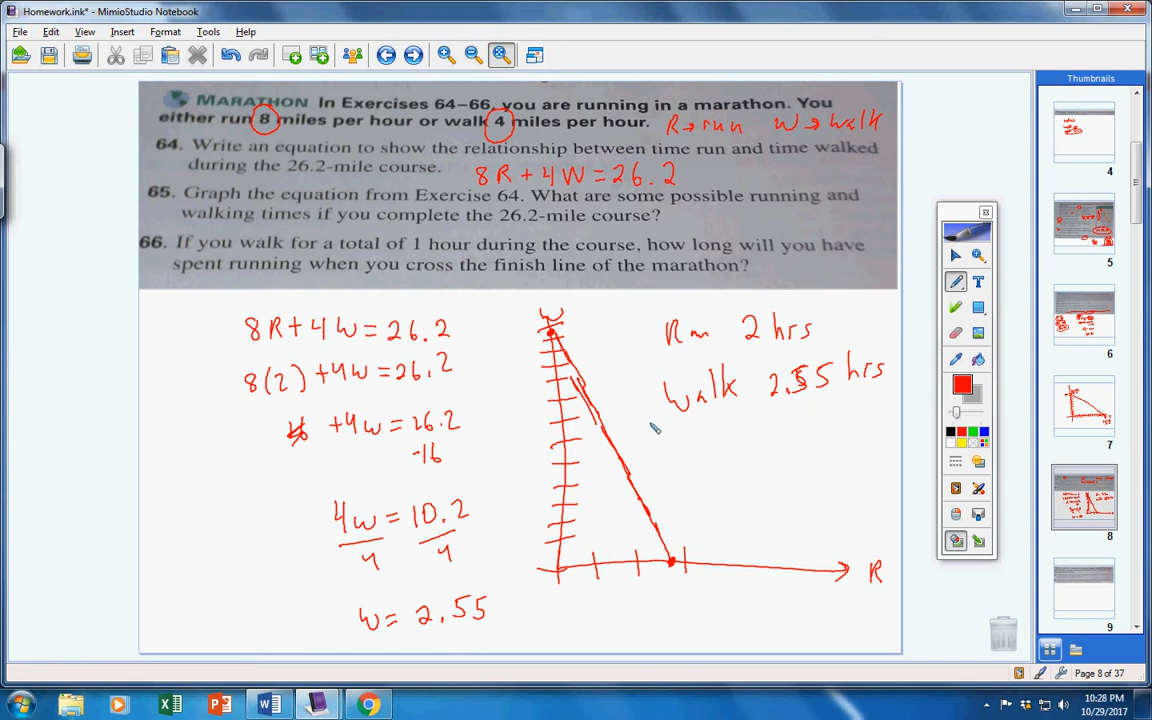 Homework.ink* - MimioStudio Notebook
File Edit View Insert Format Tools Help
MARATHON In Exercises 64–66, you are running in a marathon. You
either run 8 miles per hour or walk 4 miles per hour.
R→run W→walk
64. Write an equation to show the relationship between time run and time walked
during the 26.2-mile course.
8R+4W=26.2
65. Graph the equation from Exercise 64. What are some possible running and
walking times if you complete the 26.2-mile course?
66. If you walk for a total of 1 hour during the course, how long will you have
spent running when you cross the finish line of the marathon?
8R+4W=26.2
8(2)+4W=26.2
+4W=26.2
-16
4W=10.2
4 4
W=2.55
W
R
Run 2 hrs
Walk 2.55 hrs
Thumbnails
4
5
6
7
8
9
Page 8 of 37
10:28 PM
10/29/2017